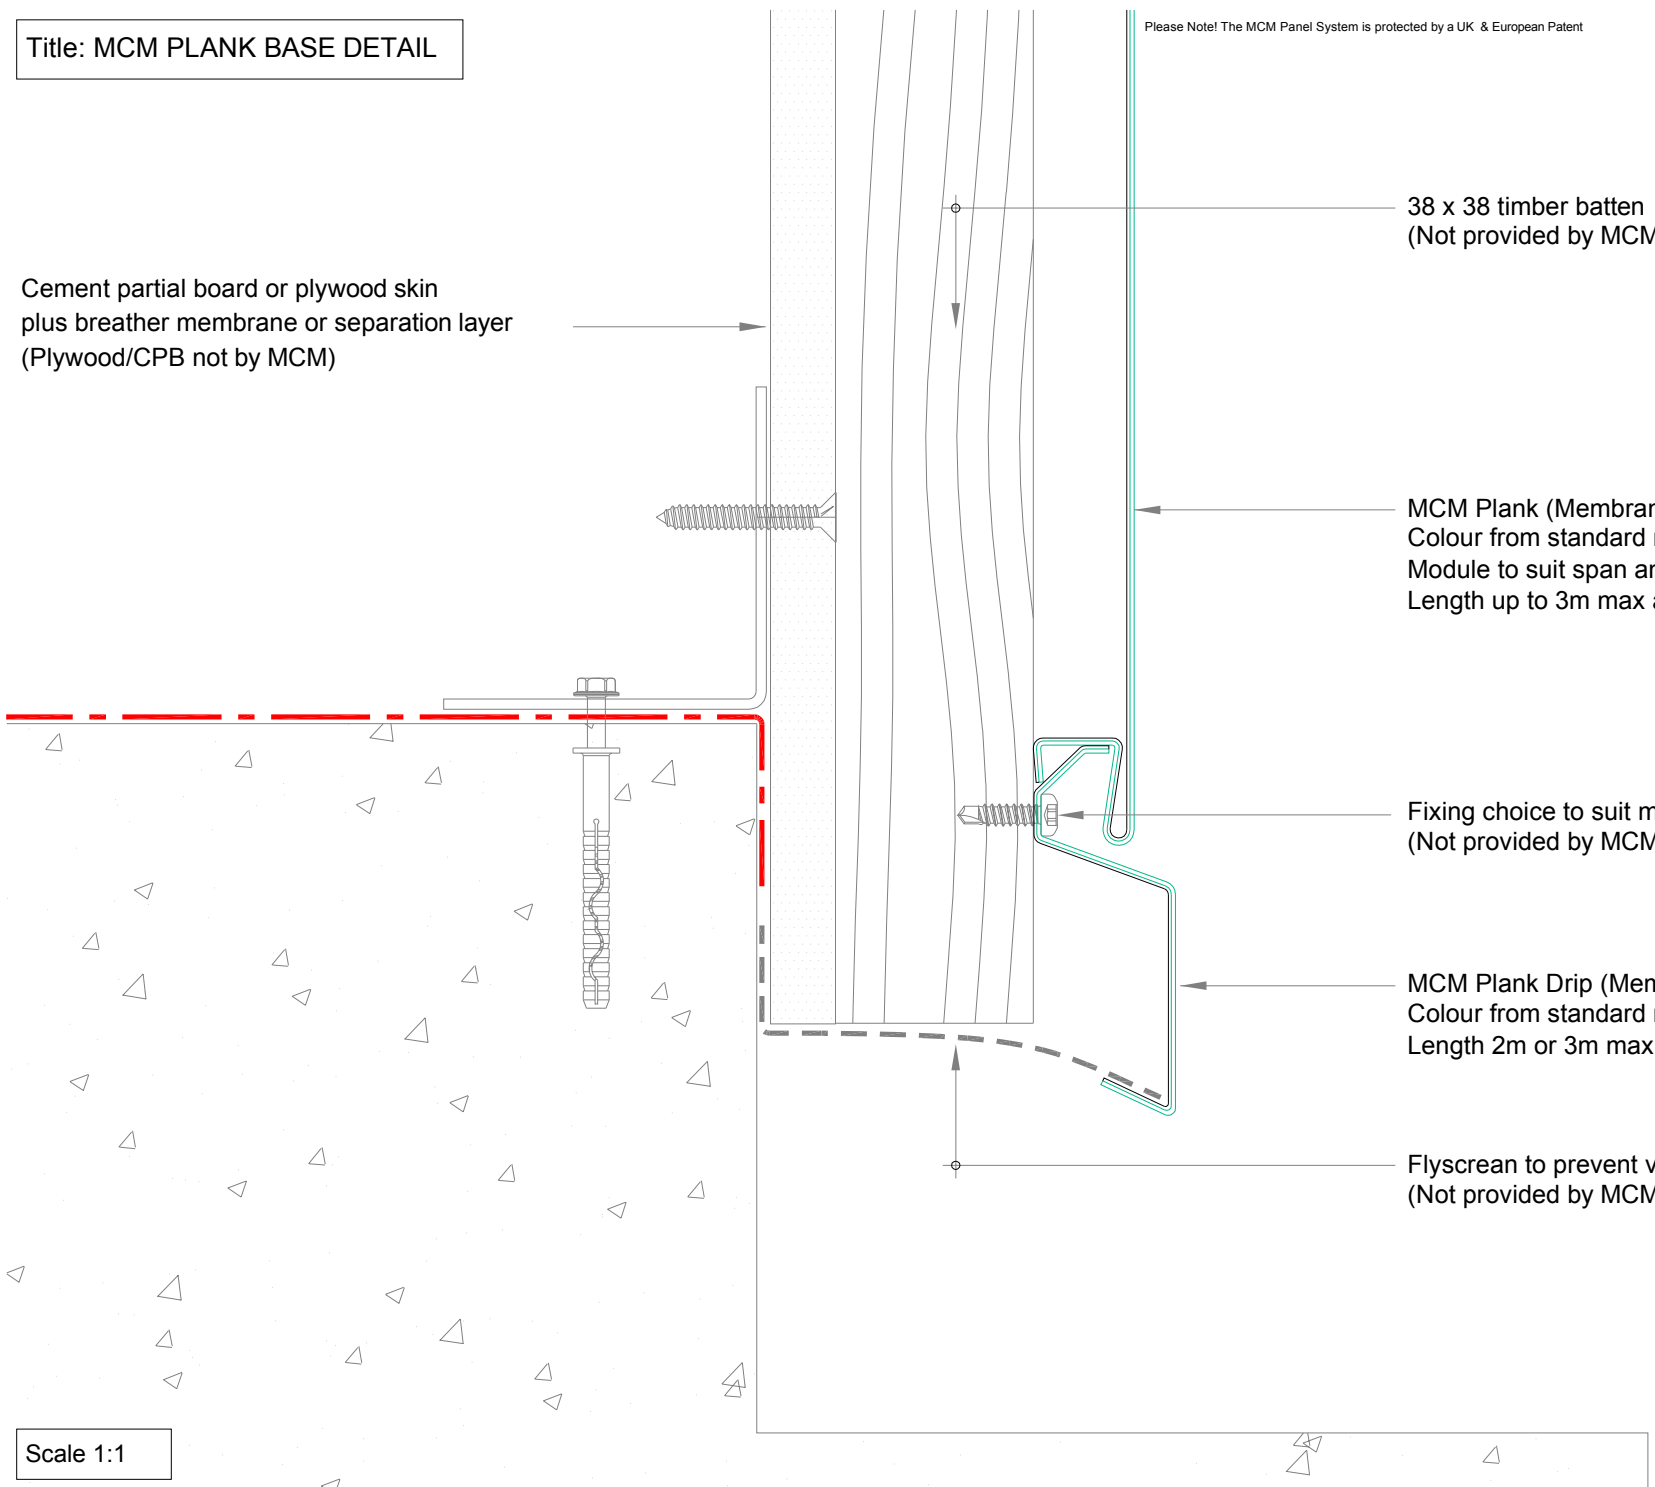 Title: MCM PLANK BASE DETAIL
Please Note! The MCM Panel System is protected by a UK & European Patent
38 x 38 timber batten
(Not provided by MCM
Cement partial board or plywood skin
plus breather membrane or separation layer
(Plywood/CPB not by MCM)
MCM Plank
Colour from standard
Module to suit span
Length up to 3m max
Fixing choice to suit
(Not provided by MCM
MCM Plank Drip
Colour from standard
Length 2m or 3m max
Flyscrean to prevent
(Not provided by MCM
Scale 1:1